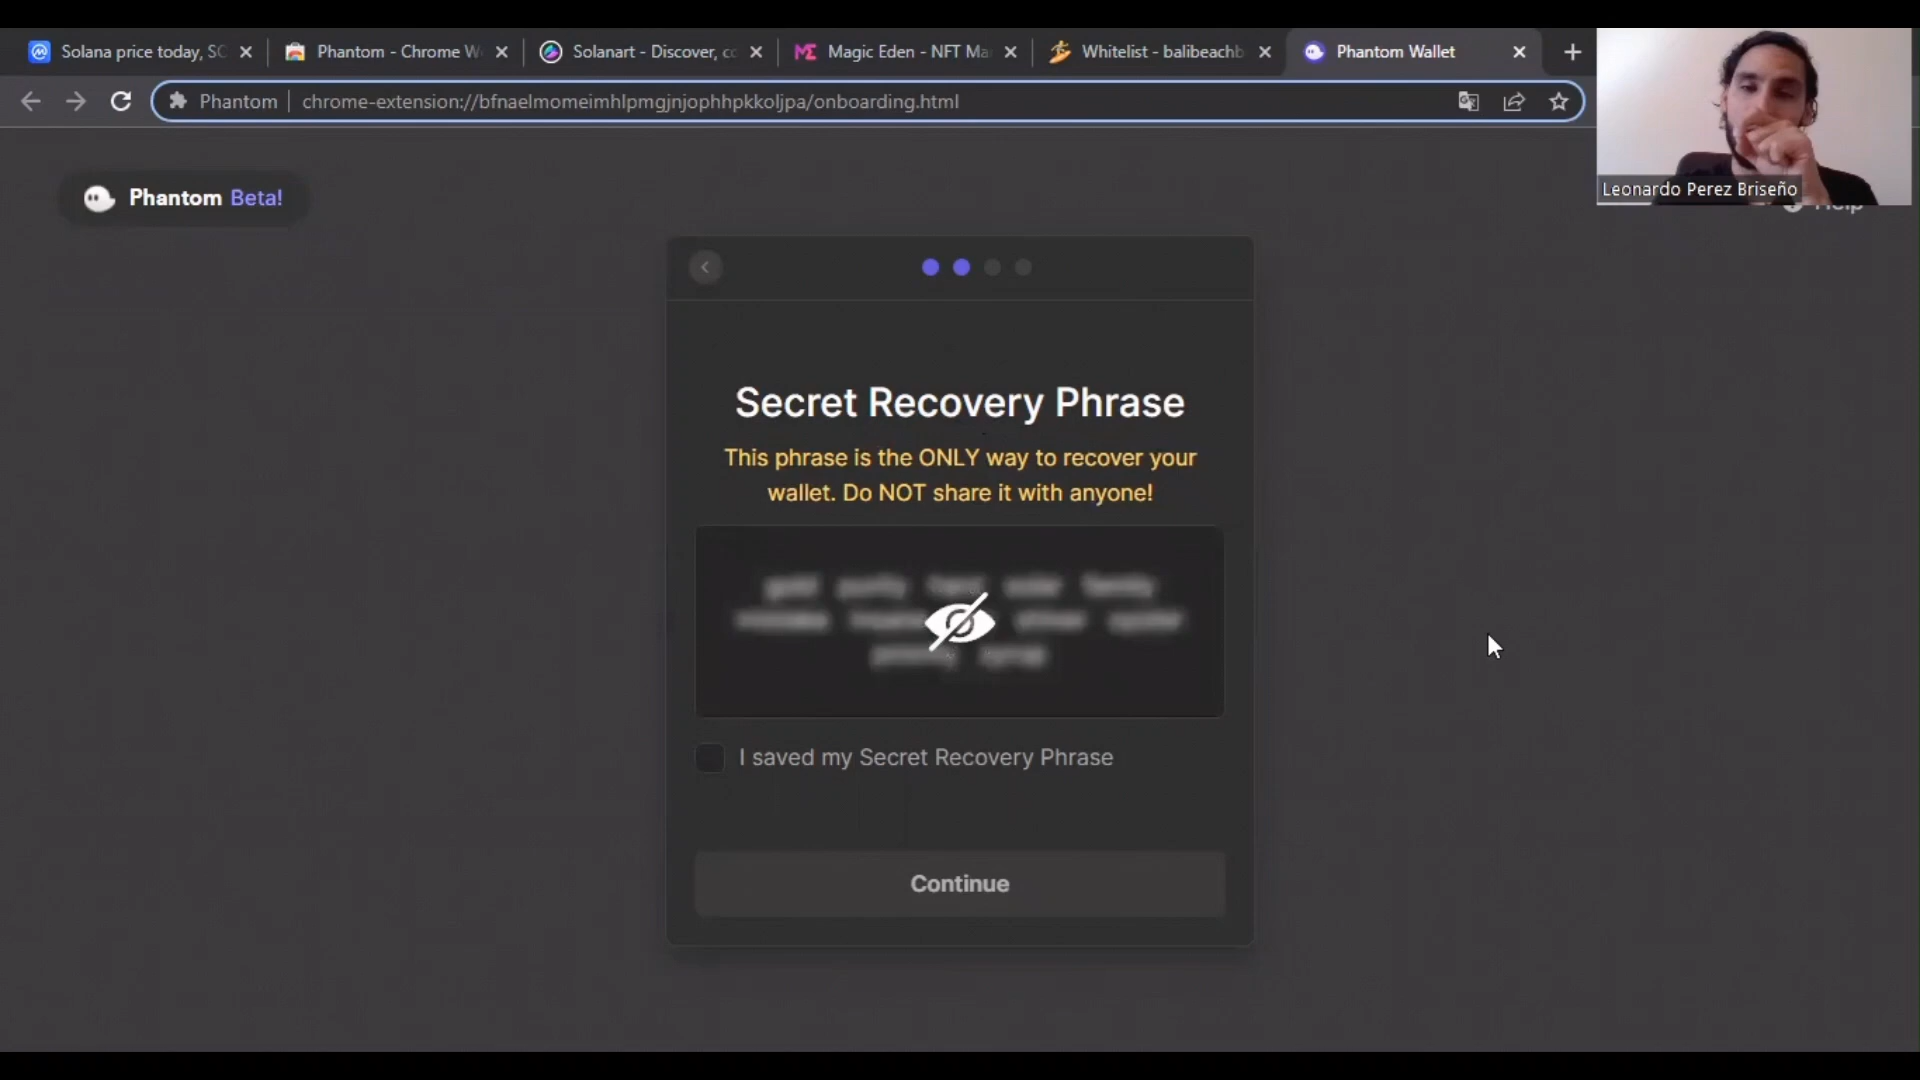 Solana price today, SC
Phantom - Chrome W
Solanart - Discover, co
Magic Eden - NFT Ma
Whitelist - balibeachb
Phantom Wallet
Phantom
chrome-extension://bfnaelmomeimhlpmgjnjophhpkkoljpa/onboarding.html
Leonardo Perez Briseño
Phantom Beta!
Help
Secret Recovery Phrase
This phrase is the ONLY way to recover your
wallet. Do NOT share it with anyone!
I saved my Secret Recovery Phrase
Continue